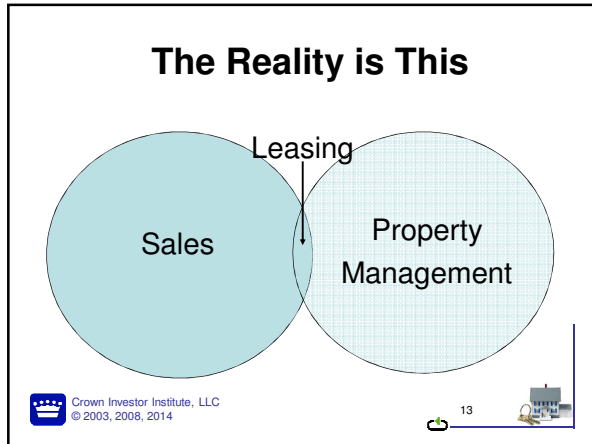 The Reality is This
Leasing
Sales
Property
Management
Crown Investor Institute, LLC
© 2003, 2008, 2014
13